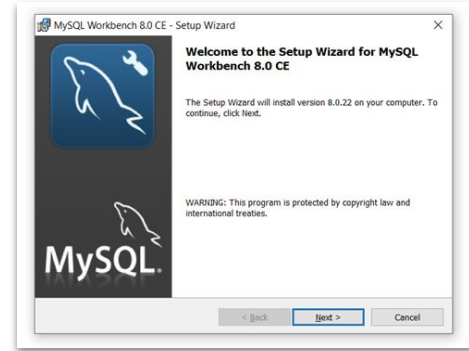 MySQL Workbench 8.0 CE - Setup Wizard
Welcome to the Setup Wizard for MySQL
Workbench 8.0 CE
The Setup Wizard will install version 8.0.22 on your computer. To
continue, click Next.
WARNING: This program is protected by copyright law and
international treaties.
MySQL.
< Back
Next >
Cancel